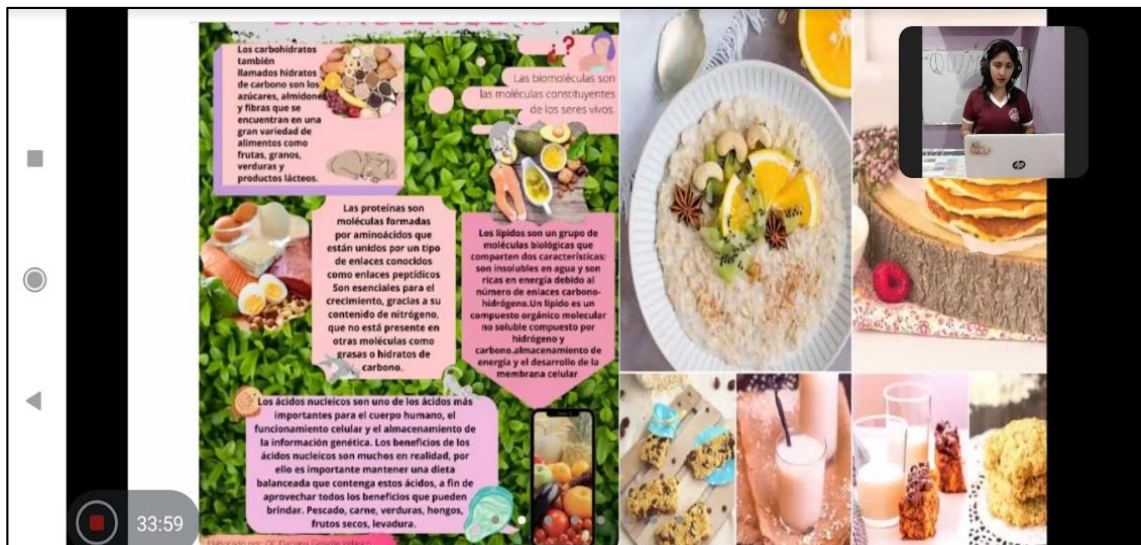 BIOMOLÉCULAS
Los carbohidratos
también
llamados hidratos
de carbono son los
azúcares, almidones
y fibras que se
encuentran en una
gran variedad de
alimentos como
frutas, granos,
verduras y
productos lácteos.
¿?
Las biomoléculas son
las moléculas constituyentes
de los seres vivos.
Las proteínas son
moléculas formadas
por aminoácidos que
están unidos por un tipo
de enlaces conocidos
como enlaces peptídicos
Son esenciales para el
crecimiento, gracias a su
contenido de nitrógeno,
que no está presente en
otras moléculas como
grasas o hidratos de
carbono.
Los lípidos son un grupo de
moléculas biológicas que
comparten dos características:
son insolubles en agua y son
ricas en energía debido al
número de enlaces carbono-
hidrógeno.Un lípido es un
compuesto orgánico molecular
no soluble compuesto por
hidrógeno y
carbono.almacenamiento de
energía y el desarrollo de la
membrana celular
Los ácidos nucleicos son uno de los ácidos más
importantes para el cuerpo humano, el
funcionamiento celular y el almacenamiento de
la información genética. Los beneficios de los
ácidos nucleicos son muchos en realidad, por
ello es importante mantener una dieta
balanceada que contenga estos ácidos, a fin de
aprovechar todos los beneficios que pueden
brindar. Pescado, carne, verduras, hongos,
frutos secos, levadura.
Elaborado por:
33:59
hp